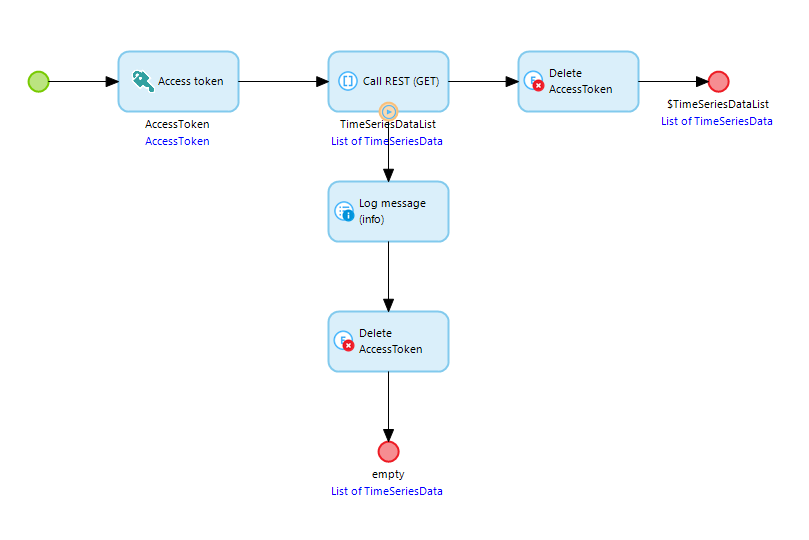 Access token
AccessToken
AccessToken
Call REST (GET)
TimeSeriesDataList
List of TimeSeriesData
Delete
AccessToken
$TimeSeriesDataList
List of TimeSeriesData
Log message
(info)
Delete
AccessToken
empty
List of TimeSeriesData